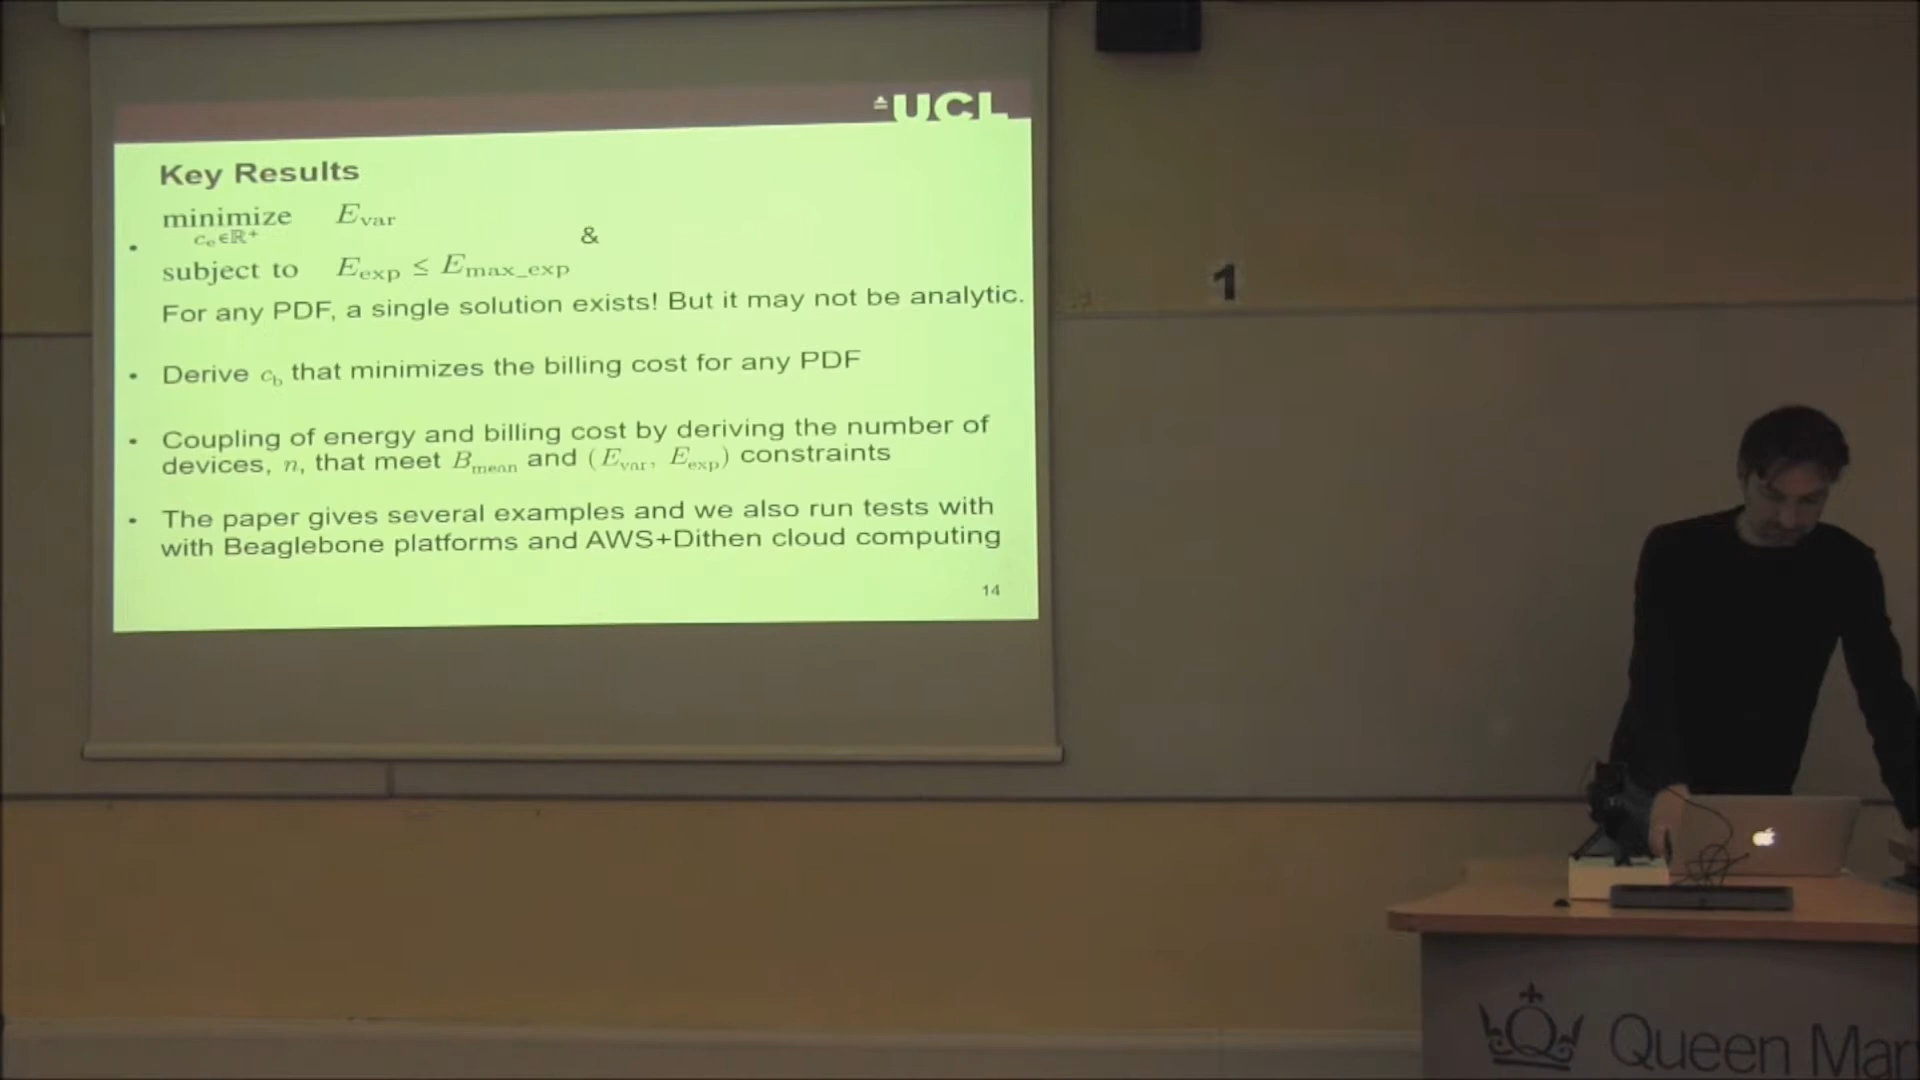 UCL
Key Results
minimize E_var
c_e∈ℝ⁺
&
• subject to E_exp ≤ E_max_exp
For any PDF, a single solution exists! But it may not be analytic.
• Derive c_b that minimizes the billing cost for any PDF
• Coupling of energy and billing cost by deriving the number of
devices, n, that meet B_mean and (E_var, E_exp) constraints
• The paper gives several examples and we also run tests with
with Beaglebone platforms and AWS+Dithen cloud computing
14
1
Queen Mar